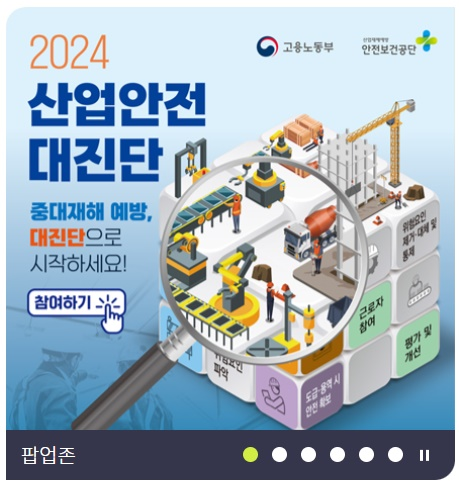 2024
고용노동부
산업재해예방
안전보건공단
산업안전
대진단
중대재해 예방,
대진단으로
시작하세요!
참여하기
위험요인
제거·대체 및
통제
근로자
참여
평가 및
개선
위험요인
파악
도급·용역 시
안전 확보
팝업존